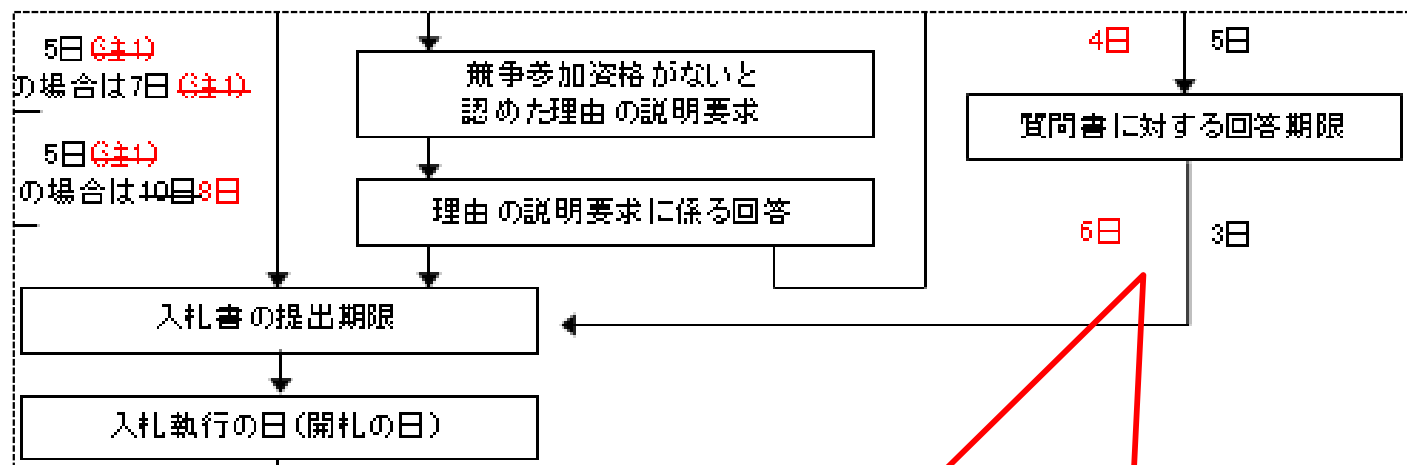 5日(注1)
の場合は7日(注1)
5日(注1)
の場合は10日8日
競争参加資格がないと
認めた理由の説明要求
理由の説明要求に係る回答
4日 5日
質問書に対する回答期限
6日 3日
入札書の提出期限
入札執行の日(開札の日)